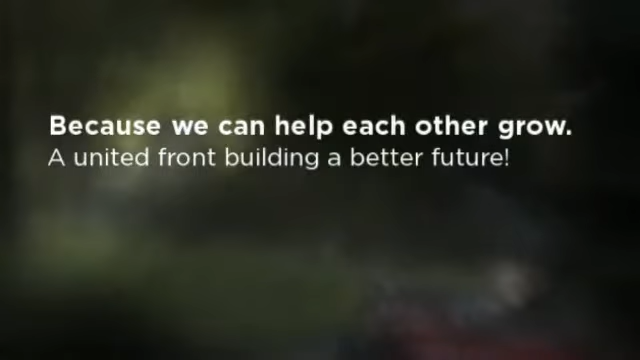 Because we can help each other grow.
A united front building a better future!